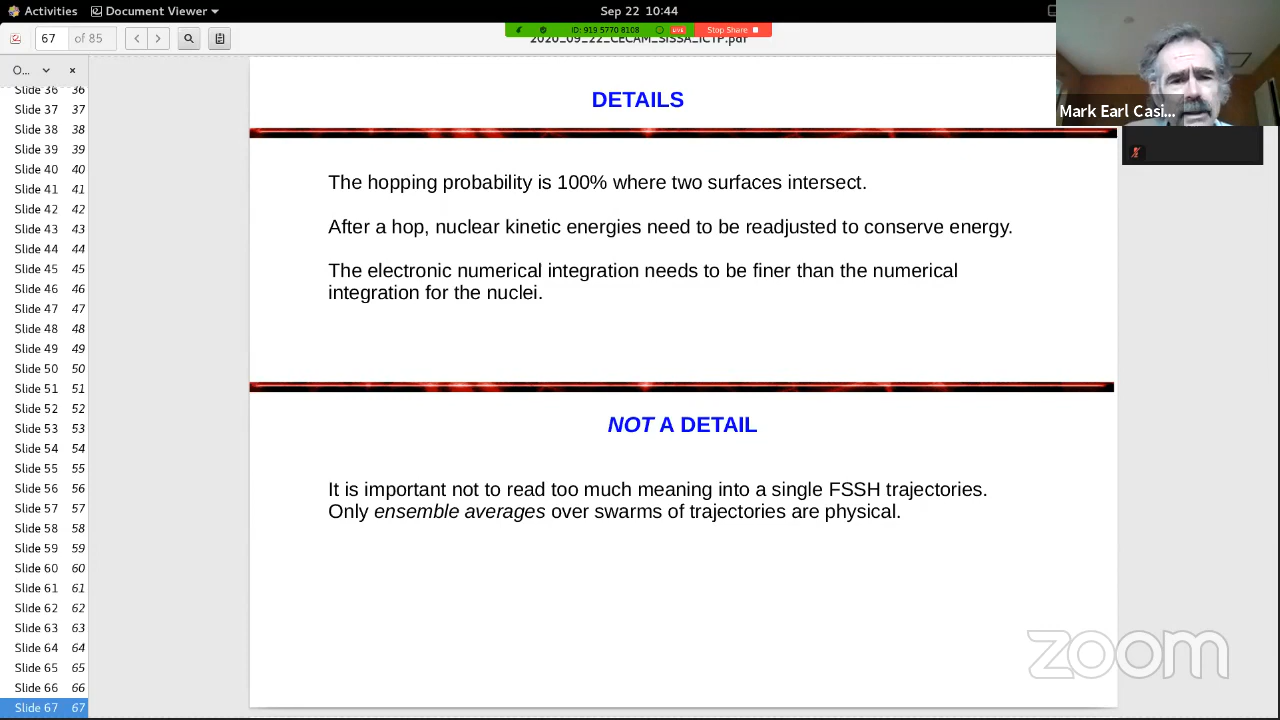 Activities
Document Viewer
Sep 22 10:44
67 of 85
ID: 919 5770 8108
LIVE
Stop Share
2020_09_22_CECAM_SISSA_ICTP.pdf
O...
Slide 36 36
Slide 37 37
Slide 38 38
Slide 39 39
Slide 40 40
Slide 41 41
Slide 42 42
Slide 43 43
Slide 44 44
Slide 45 45
Slide 46 46
Slide 47 47
Slide 48 48
Slide 49 49
Slide 50 50
Slide 51 51
Slide 52 52
Slide 53 53
Slide 54 54
Slide 55 55
Slide 56 56
Slide 57 57
Slide 58 58
Slide 59 59
Slide 60 60
Slide 61 61
Slide 62 62
Slide 63 63
Slide 64 64
Slide 65 65
Slide 66 66
Slide 67 67
DETAILS
The hopping probability is 100% where two surfaces intersect.
After a hop, nuclear kinetic energies need to be readjusted to conserve energy.
The electronic numerical integration needs to be finer than the numerical
integration for the nuclei.
NOT A DETAIL
It is important not to read too much meaning into a single FSSH trajectories.
Only ensemble averages over swarms of trajectories are physical.
Mark Earl Casi...
zoom